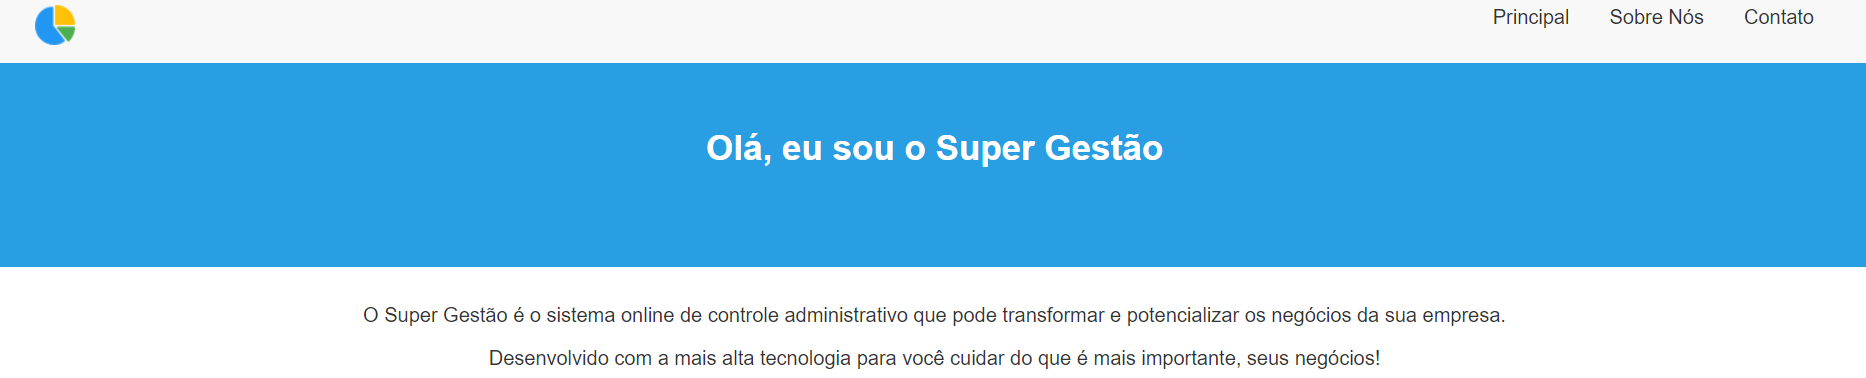 Principal Sobre Nós Contato
Olá, eu sou o Super Gestão
O Super Gestão é o sistema online de controle administrativo que pode transformar e potencializar os negócios da sua empresa.
Desenvolvido com a mais alta tecnologia para você cuidar do que é mais importante, seus negócios!